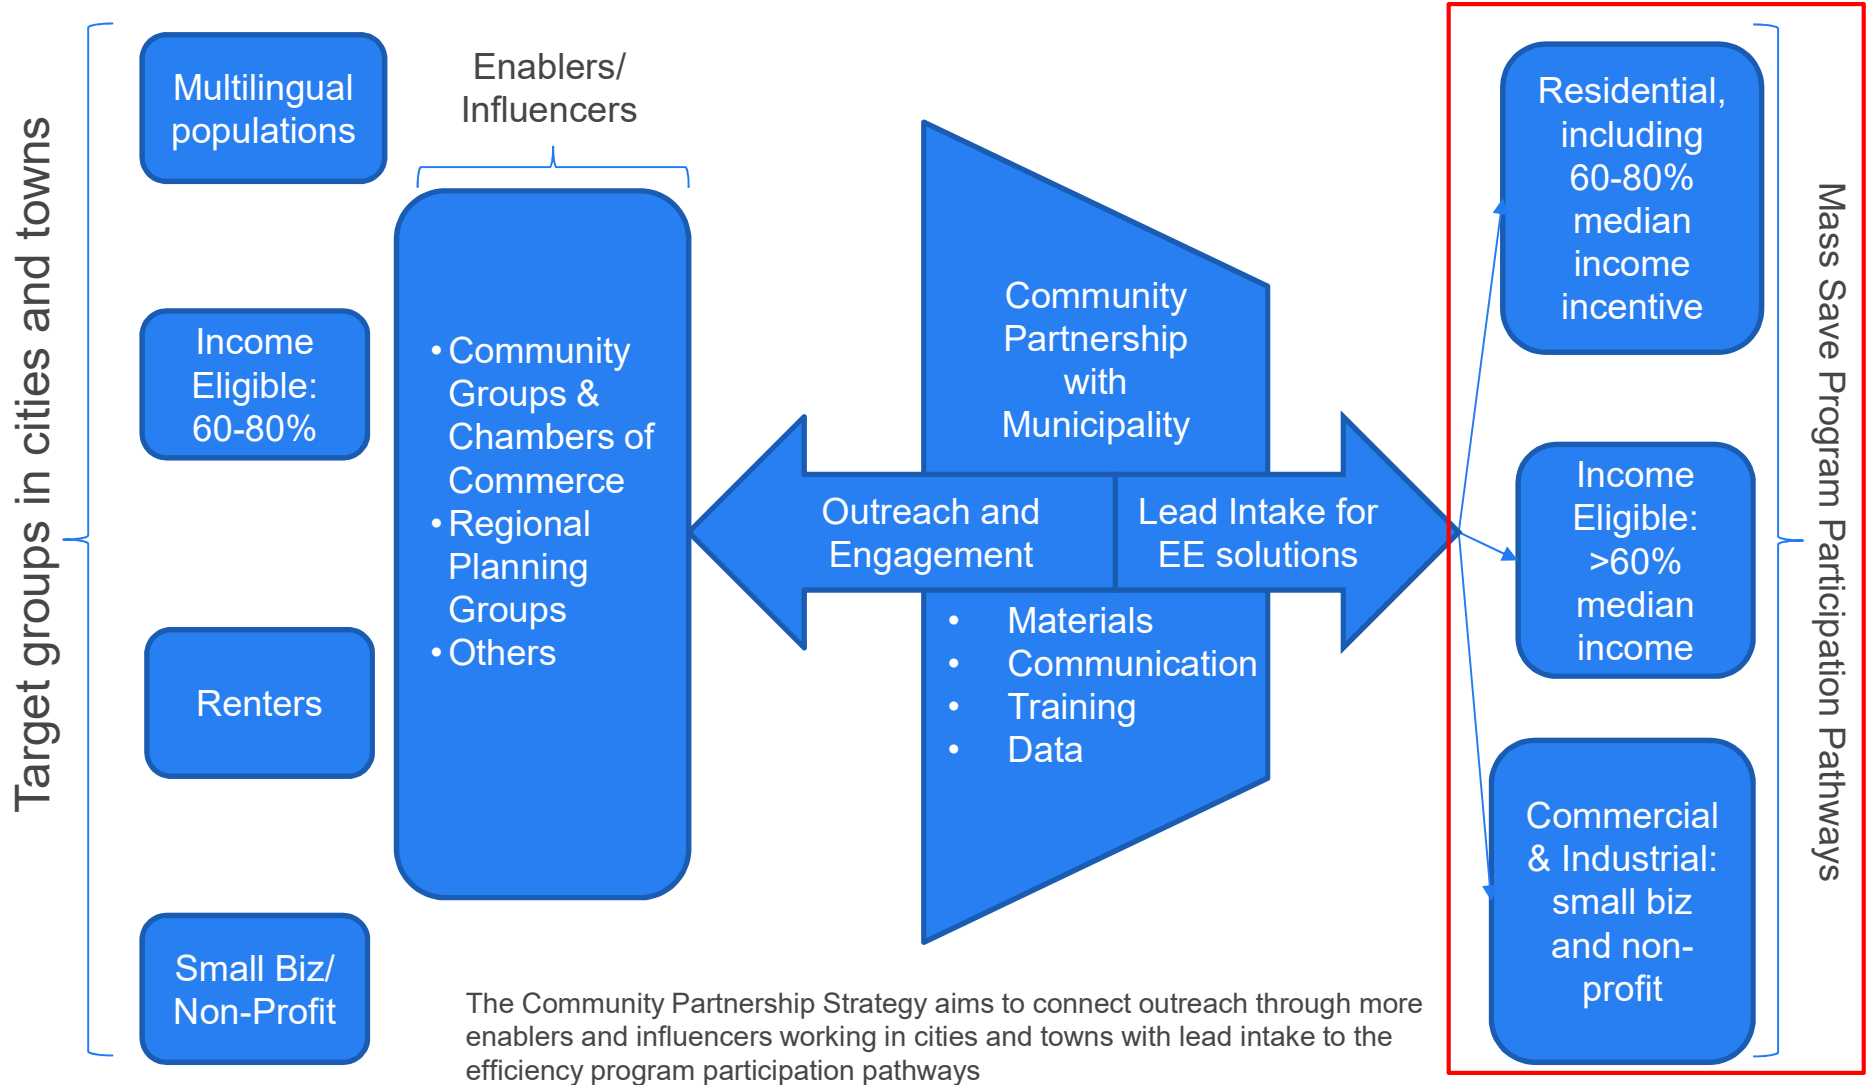 Target groups in cities and towns
Multilingual
populations
Income
Eligible:
60-80%
Renters
Small Biz/
Non-Profit
Enablers/
Influencers
• Community
Groups &
Chambers of
Commerce
• Regional
Planning
Groups
• Others
Community
Partnership
with
Municipality
Outreach and
Engagement
Lead Intake for
EE solutions
• Materials
• Communication
• Training
• Data
Residential,
including
60-80%
median
income
incentive
Income
Eligible:
>60%
median
income
Commercial
& Industrial:
small biz
and non-
profit
Mass Save Program Participation Pathways
The Community Partnership Strategy aims to connect outreach through more
enablers and influencers working in cities and towns with lead intake to the
efficiency program participation pathways